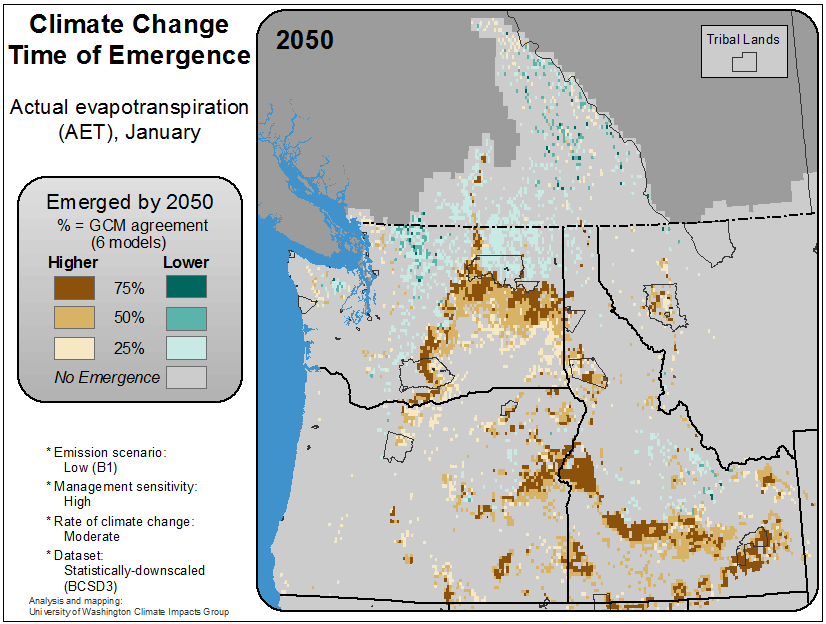 Climate Change
Time of Emergence
Actual evapotranspiration
(AET), January
Emerged by 2050
% = GCM agreement
(6 models)
Higher Lower
75%
50%
25%
No Emergence
* Emission scenario:
Low (B1)
* Management sensitivity:
High
* Rate of climate change:
Moderate
* Dataset:
Statistically-downscaled
(BCSD3)
Analysis and mapping:
University of Washington Climate Impacts Group
2050
Tribal Lands